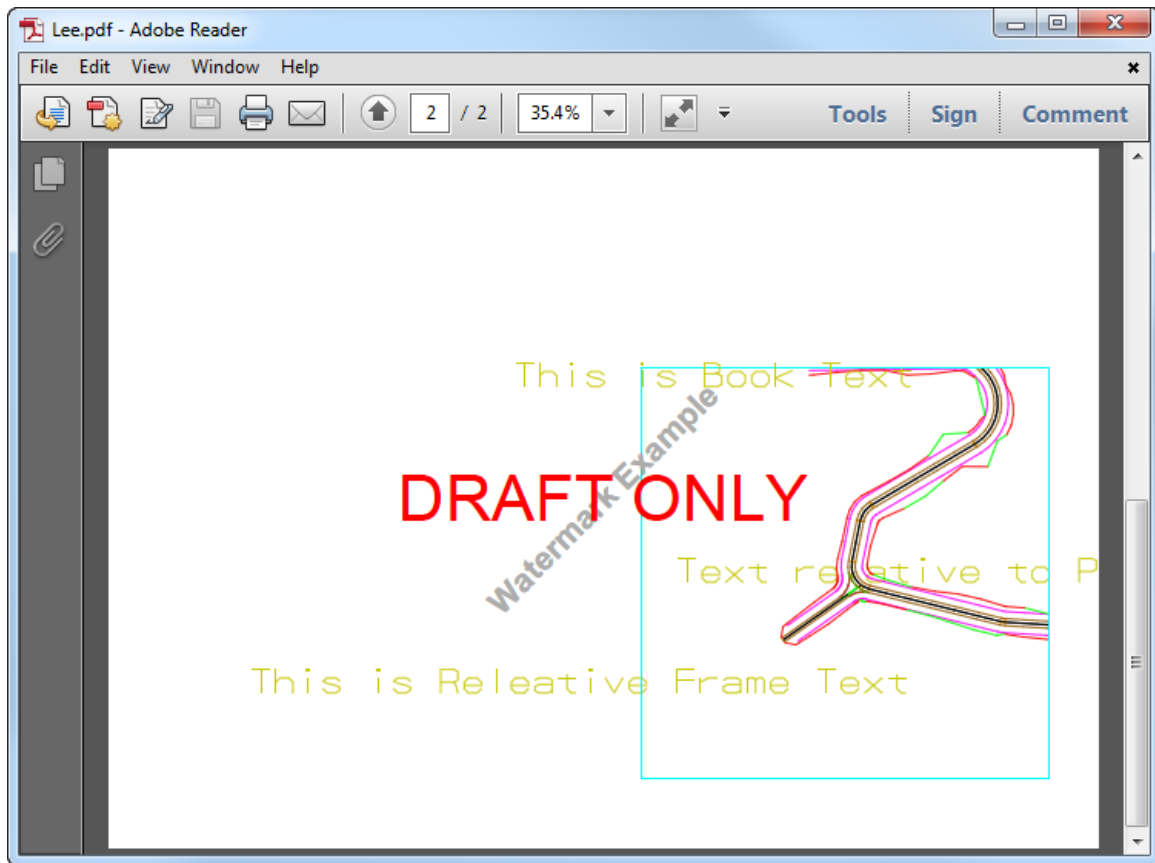 Lee.pdf - Adobe Reader
File Edit View Window Help
2 / 2 35.4% Tools Sign Comment
This is Book Text
Watermark Example
DRAFT ONLY
Text relative to P
This is Releative Frame Text